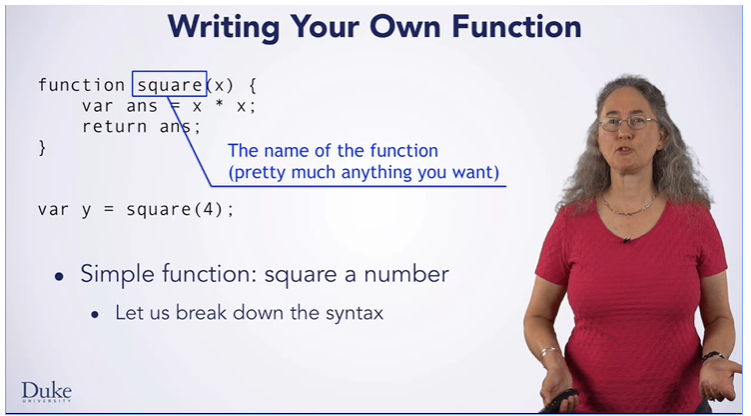 Writing Your Own Function
function square(x) {
    var ans = x * x;
    return ans;
}
The name of the function
(pretty much anything you want)
var y = square(4);
• Simple function: square a number
• Let us break down the syntax
Duke
UNIVERSITY